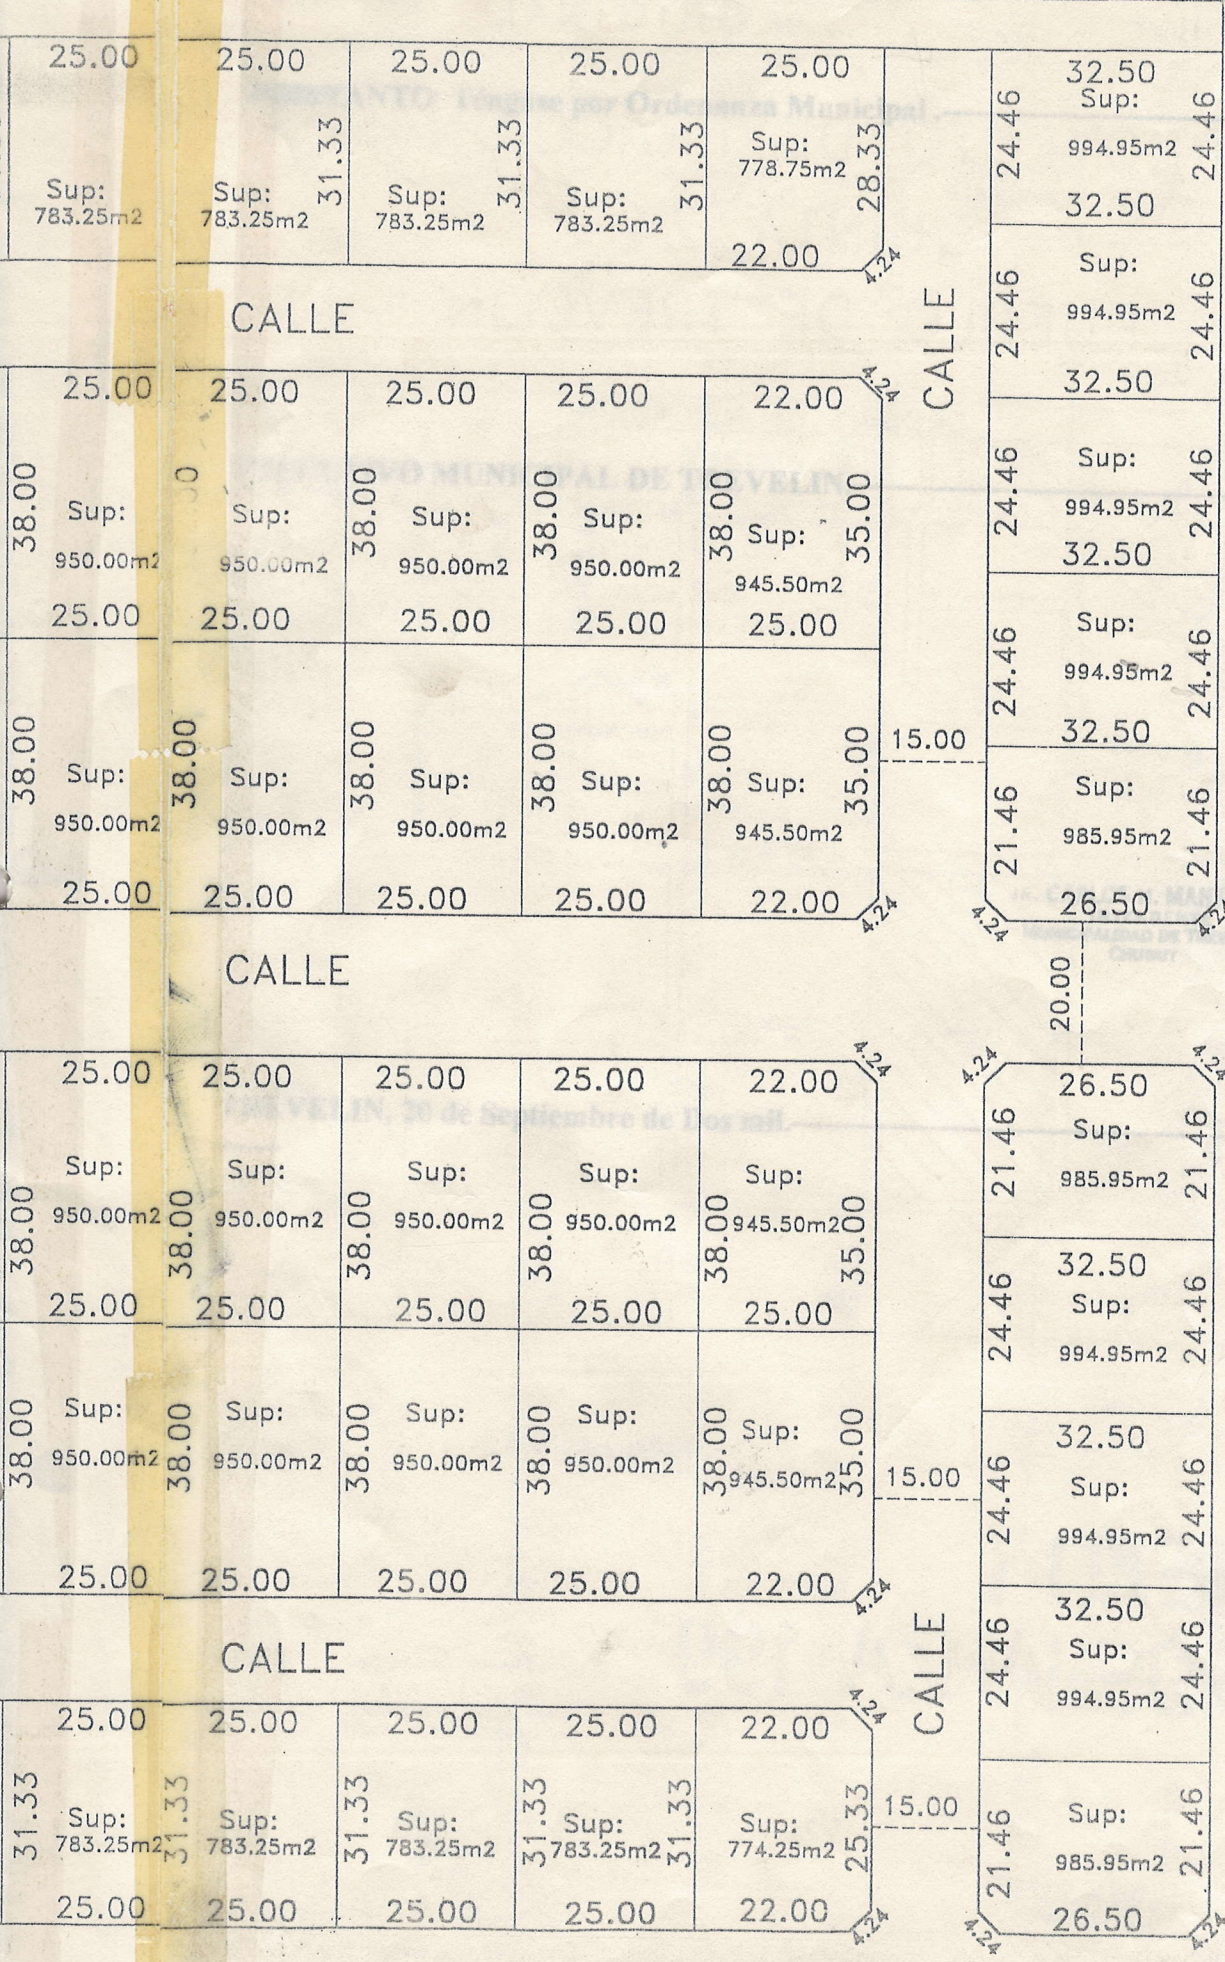 25.00 25.00 25.00 25.00 25.00 32.50
31.33 31.33 31.33 28.33 24.46 24.46
Sup: Sup: Sup: Sup: Sup: Sup:
783.25m2 783.25m2 783.25m2 783.25m2 778.75m2 994.95m2
22.00 4.24 32.50
CALLE
CALLE
24.46 Sup: 24.46
994.95m2
32.50
25.00 25.00 25.00 25.00 22.00 4.24
38.00 38.00 38.00 38.00 35.00
Sup: Sup: Sup: Sup: Sup:
950.00m2 950.00m2 950.00m2 950.00m2 945.50m2
25.00 25.00 25.00 25.00 25.00
24.46 Sup: 24.46
994.95m2
32.50
24.46 Sup: 24.46
994.95m2
32.50
38.00 38.00 38.00 38.00 38.00 35.00 15.00
Sup: Sup: Sup: Sup: Sup:
950.00m2 950.00m2 950.00m2 950.00m2 945.50m2
25.00 25.00 25.00 25.00 22.00 4.24
21.46 Sup: 21.46
985.95m2
4.24 26.50 4.24
CALLE
20.00
25.00 25.00 25.00 25.00 22.00 4.24
Sup: Sup: Sup: Sup: Sup:
950.00m2 950.00m2 950.00m2 950.00m2 945.50m2
38.00 38.00 38.00 38.00 38.00 35.00
25.00 25.00 25.00 25.00 25.00
4.24 26.50 4.24
21.46 Sup: 21.46
985.95m2
32.50
24.46 Sup: 24.46
994.95m2
38.00 38.00 38.00 38.00 38.00 35.00 15.00
Sup: Sup: Sup: Sup: Sup:
950.00m2 950.00m2 950.00m2 950.00m2 945.50m2
25.00 25.00 25.00 25.00 22.00 4.24
32.50
24.46 Sup: 24.46
994.95m2
32.50
24.46 Sup: 24.46
994.95m2
CALLE
CALLE
25.00 25.00 25.00 25.00 22.00 4.24
31.33 31.33 31.33 31.33 31.33 25.33 15.00
Sup: Sup: Sup: Sup: Sup:
783.25m2 783.25m2 783.25m2 783.25m2 774.25m2
25.00 25.00 25.00 25.00 22.00 4.24
21.46 Sup: 21.46
985.95m2
4.24 26.50 4.24
Téngase por Ordenanza Municipal
MUNICIPAL DE TREVELIN
TREVELIN, 20 de Septiembre de Dos mil